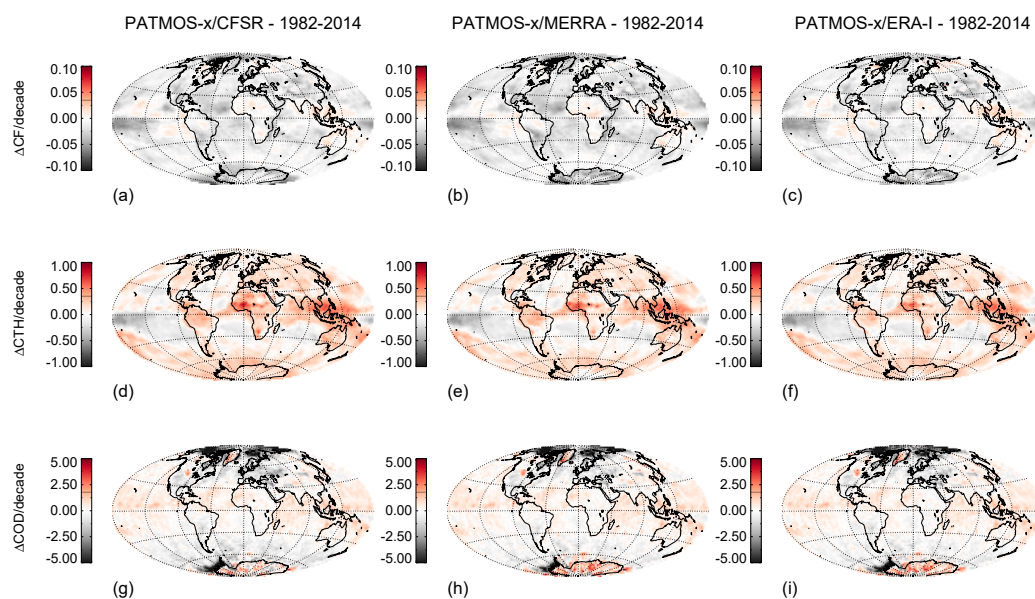 PATMOS-x/CFSR - 1982-2014 PATMOS-x/MERRA - 1982-2014 PATMOS-x/ERA-I - 1982-2014
ΔCF/decade
0.10 0.10 0.10
0.05 0.05 0.05
0.00 0.00 0.00
-0.05 -0.05 -0.05
-0.10 -0.10 -0.10
(a) (b) (c)
ΔCTH/decade
1.00 1.00 1.00
0.50 0.50 0.50
0.00 0.00 0.00
-0.50 -0.50 -0.50
-1.00 -1.00 -1.00
(d) (e) (f)
ΔCOD/decade
5.00 5.00 5.00
2.50 2.50 2.50
0.00 0.00 0.00
-2.50 -2.50 -2.50
-5.00 -5.00 -5.00
(g) (h) (i)